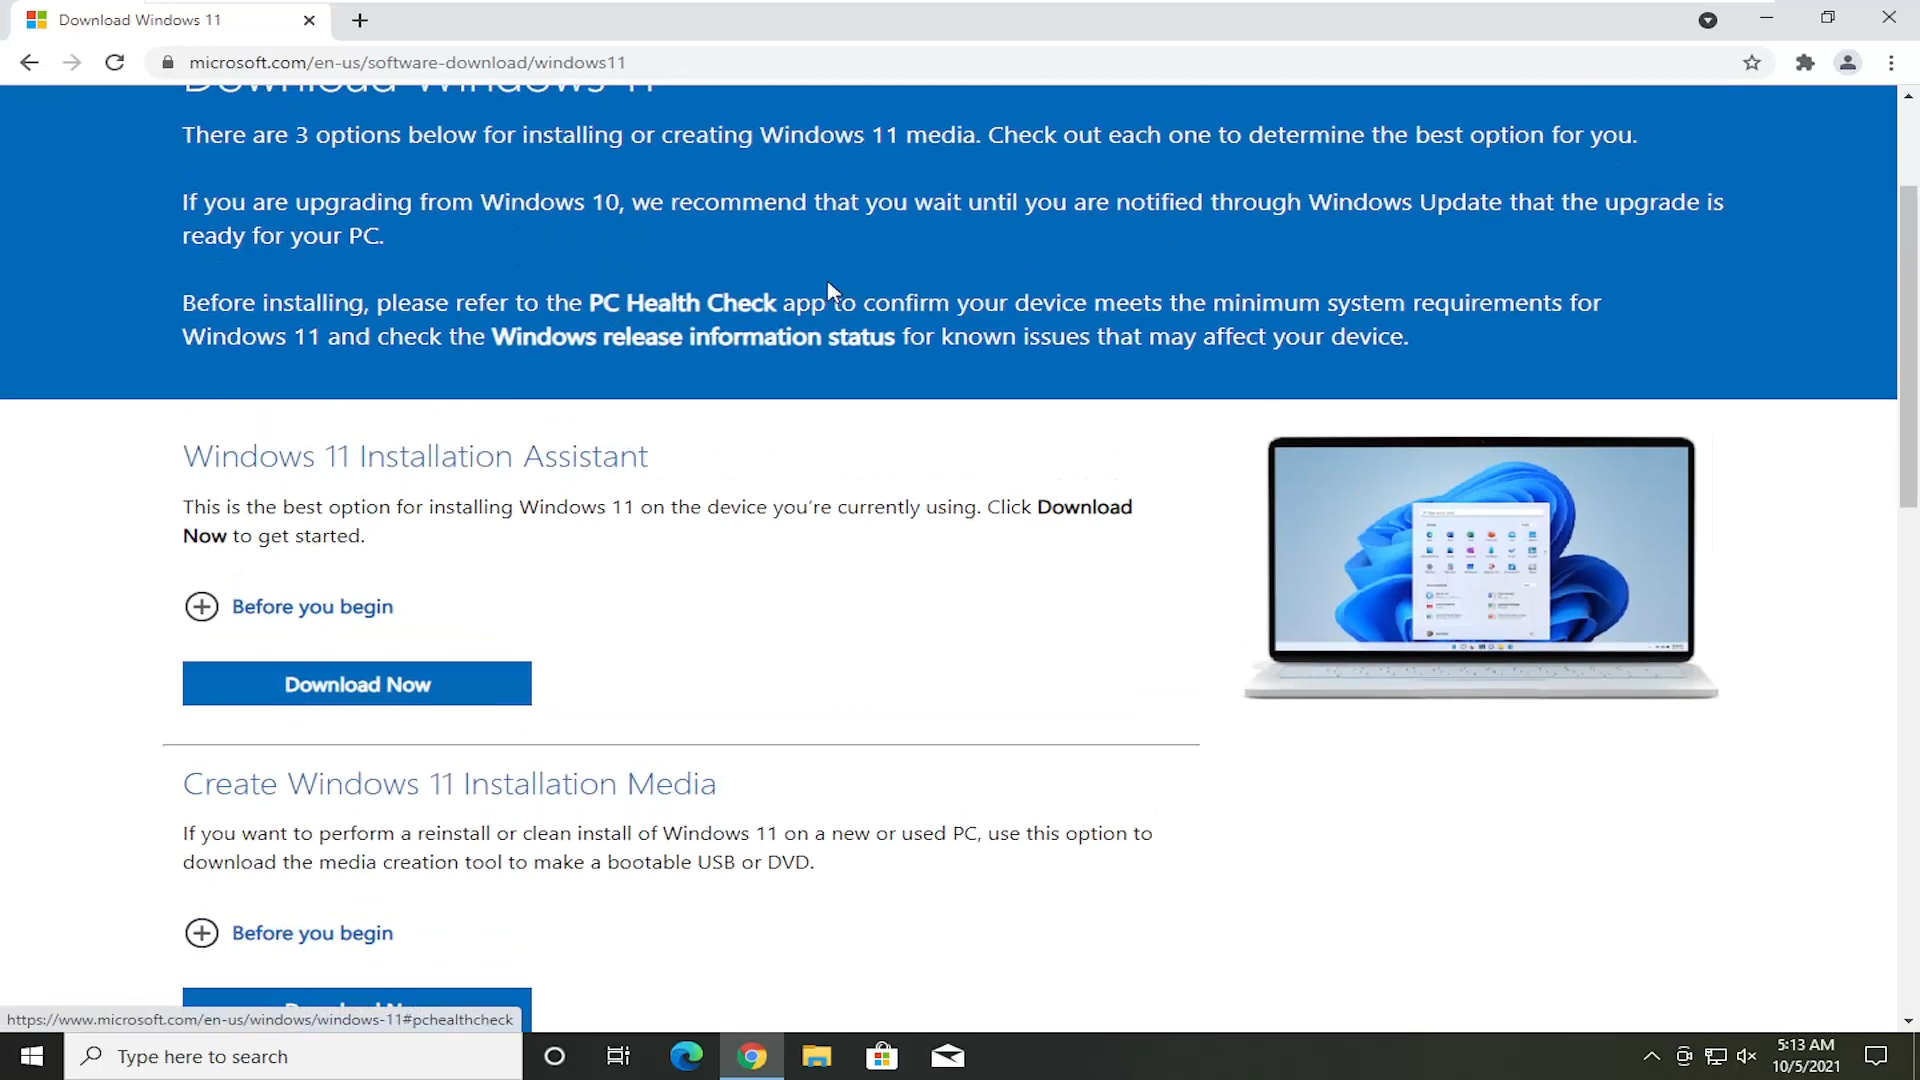 Download Windows 11
microsoft.com/en-us/software-download/windows11
Download Windows 11
There are 3 options below for installing or creating Windows 11 media. Check out each one to determine the best option for you.
If you are upgrading from Windows 10, we recommend that you wait until you are notified through Windows Update that the upgrade is
ready for your PC.
Before installing, please refer to the PC Health Check app to confirm your device meets the minimum system requirements for
Windows 11 and check the Windows release information status for known issues that may affect your device.
Windows 11 Installation Assistant
This is the best option for installing Windows 11 on the device you’re currently using. Click Download
Now to get started.
Before you begin
Download Now
Create Windows 11 Installation Media
If you want to perform a reinstall or clean install of Windows 11 on a new or used PC, use this option to
download the media creation tool to make a bootable USB or DVD.
Before you begin
https://www.microsoft.com/en-us/windows/windows-11#pchealthcheck
Type here to search
5:13 AM
10/5/2021